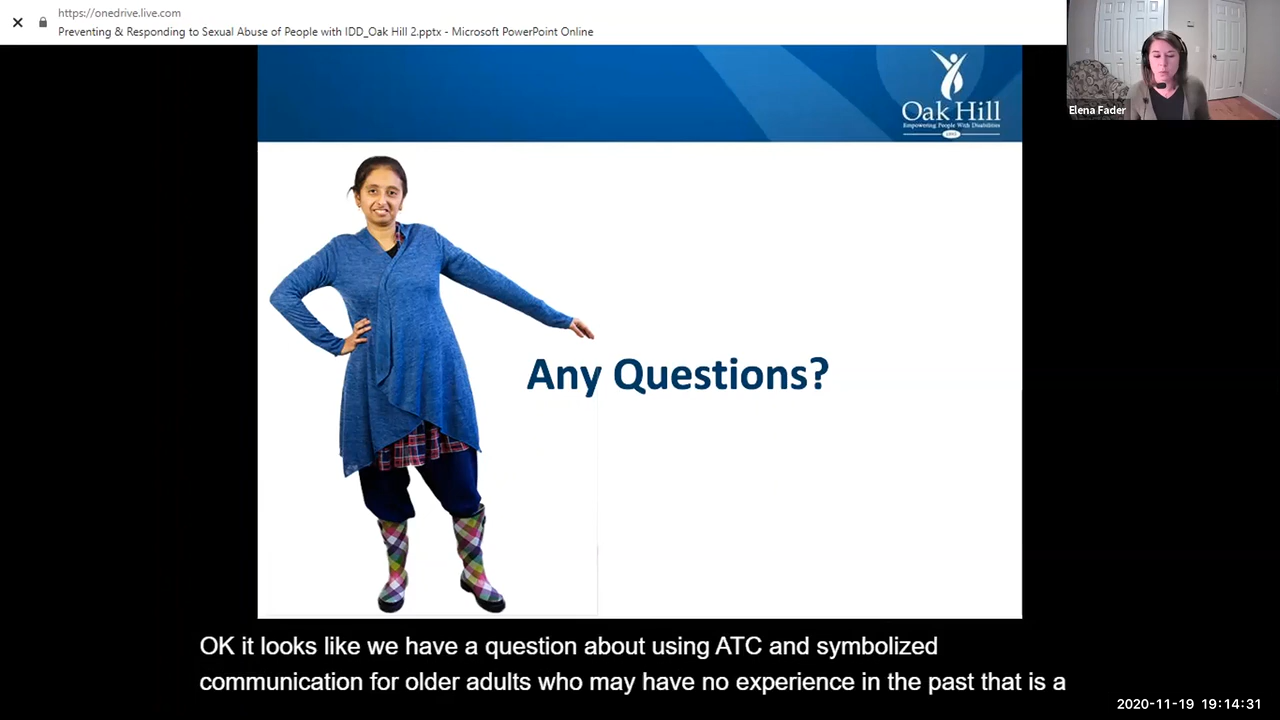 https://onedrive.live.com
Preventing & Responding to Sexual Abuse of People with IDD_Oak Hill 2.pptx - Microsoft PowerPoint Online
Elena Fader
Oak Hill
Empowering People With Disabilities
Any Questions?
OK it looks like we have a question about using ATC and symbolized
communication for older adults who may have no experience in the past that is a
2020-11-19 19:14:31